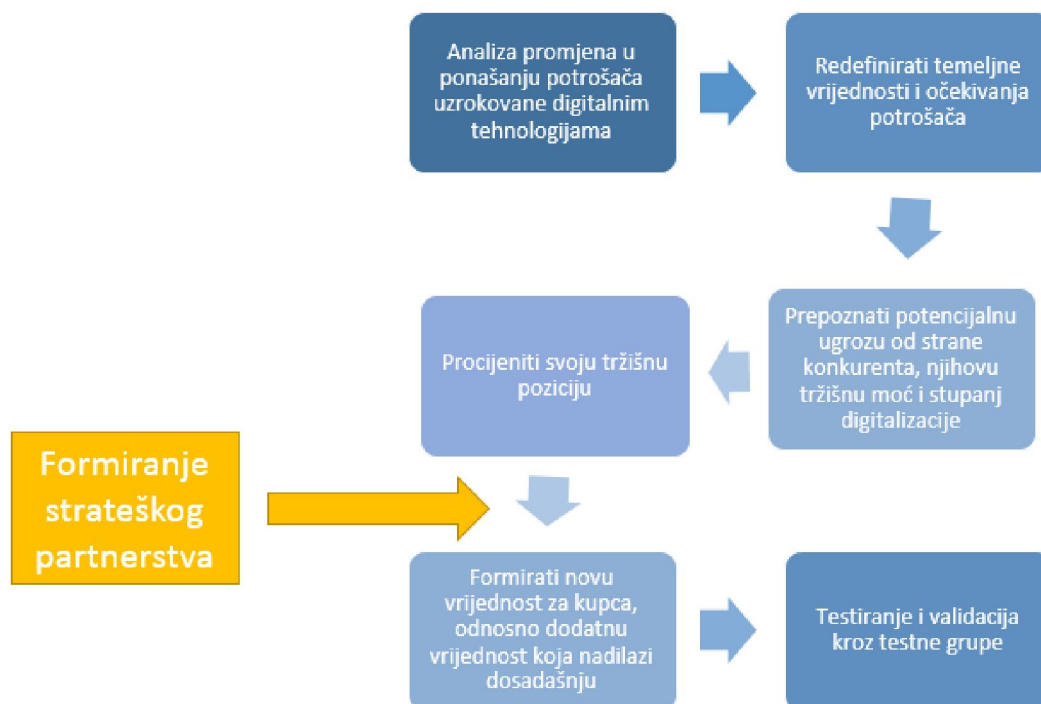 Analiza promjena u
ponašanju potrošača
uzrokovane digitalnim
tehnologijama
Redefinirati temeljne
vrijednosti i očekivanja
potrošača
Prepoznati potencijalnu
ugrozu od strane
konkurenta, njihovu
tržišnu moć i stupanj
digitalizacije
Procijeniti svoju tržišnu
poziciju
Formiranje
strateškog
partnerstva
Formirati novu
vrijednost za kupca,
odnosno dodatnu
vrijednost koja nadilazi
dosadašnju
Testiranje i validacija
kroz testne grupe